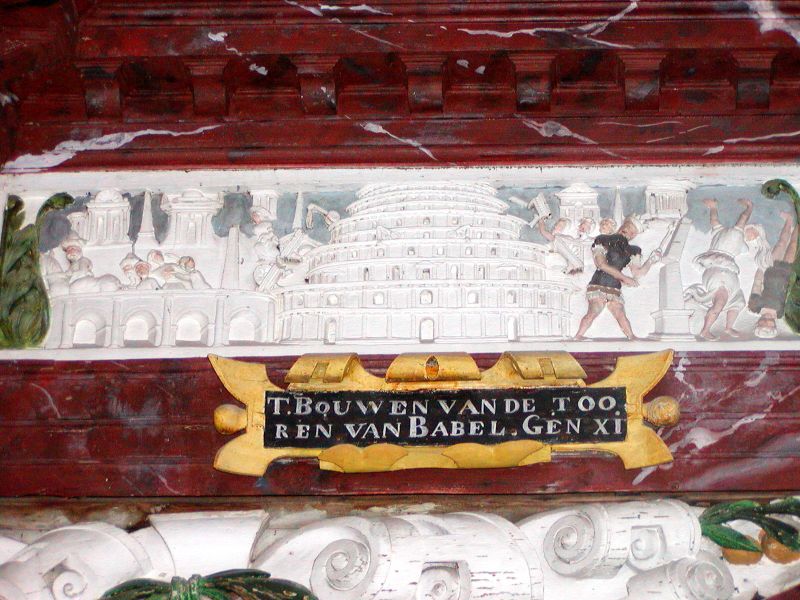 T. BOUWEN VAN DE TOO
REN VAN BABEL. GEN XI